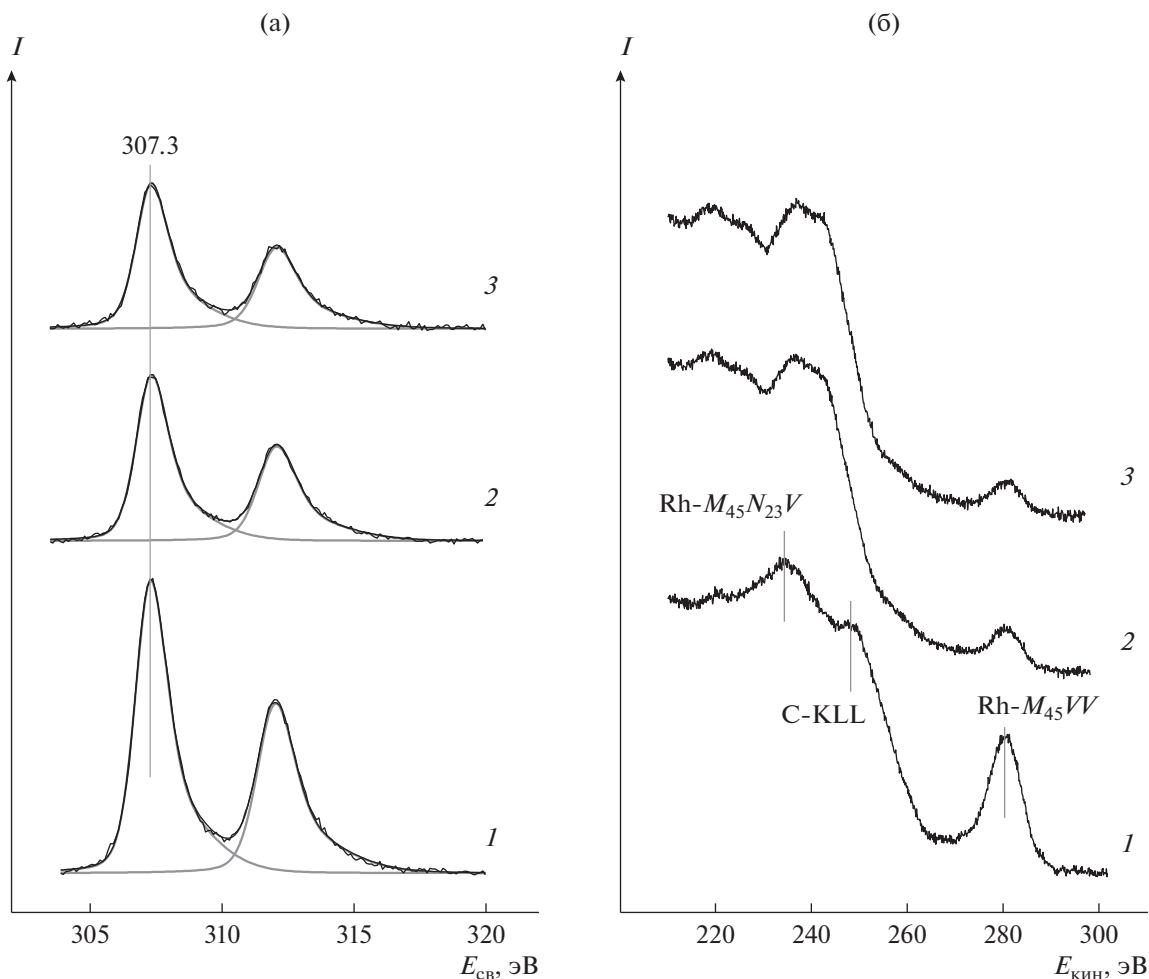 (а)
I
307.3
3
2
1
305 310 315 320
Eсв, эВ
(б)
I
3
Rh-M45N23V
2
C-KLL
Rh-M45VV
1
220 240 260 280 300
Eкин, эВ